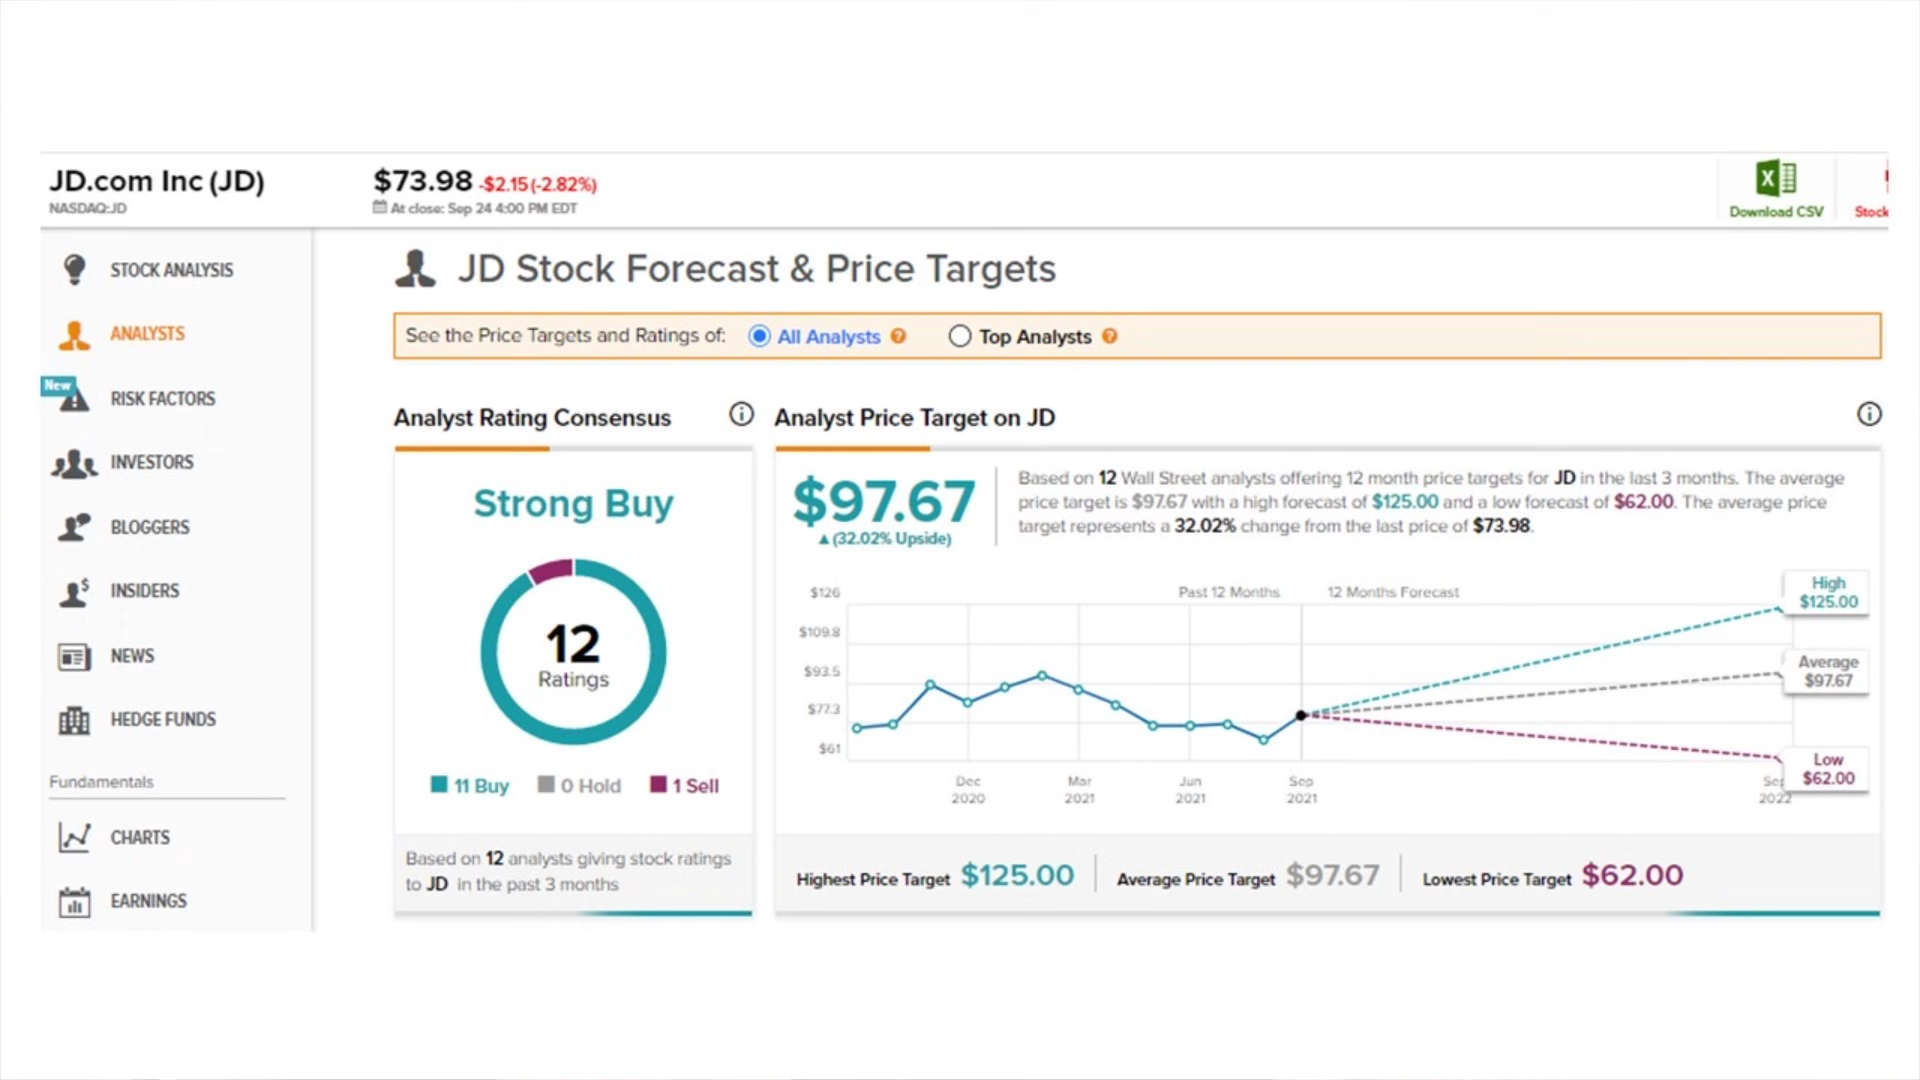 JD.com Inc (JD)
NASDAQ:JD
$73.98 -$2.15 (-2.82%)
At close: Sep 24 4:00 PM EDT
Download CSV
Stock
STOCK ANALYSIS
ANALYSTS
New
RISK FACTORS
INVESTORS
BLOGGERS
INSIDERS
NEWS
HEDGE FUNDS
Fundamentals
CHARTS
EARNINGS
JD Stock Forecast & Price Targets
See the Price Targets and Ratings of: All Analysts ? Top Analysts ?
Analyst Rating Consensus
Strong Buy
12
Ratings
11 Buy 0 Hold 1 Sell
Based on 12 analysts giving stock ratings
to JD in the past 3 months
Analyst Price Target on JD
$97.67
▲(32.02% Upside)
Based on 12 Wall Street analysts offering 12 month price targets for JD in the last 3 months. The average
price target is $97.67 with a high forecast of $125.00 and a low forecast of $62.00. The average price
target represents a 32.02% change from the last price of $73.98.
Past 12 Months 12 Months Forecast
$126
$109.8
$93.5
$77.3
$61
High
$125.00
Average
$97.67
Low
$62.00
Dec Mar Jun Sep Sep
2020 2021 2021 2021 2022
Highest Price Target $125.00 Average Price Target $97.67 Lowest Price Target $62.00